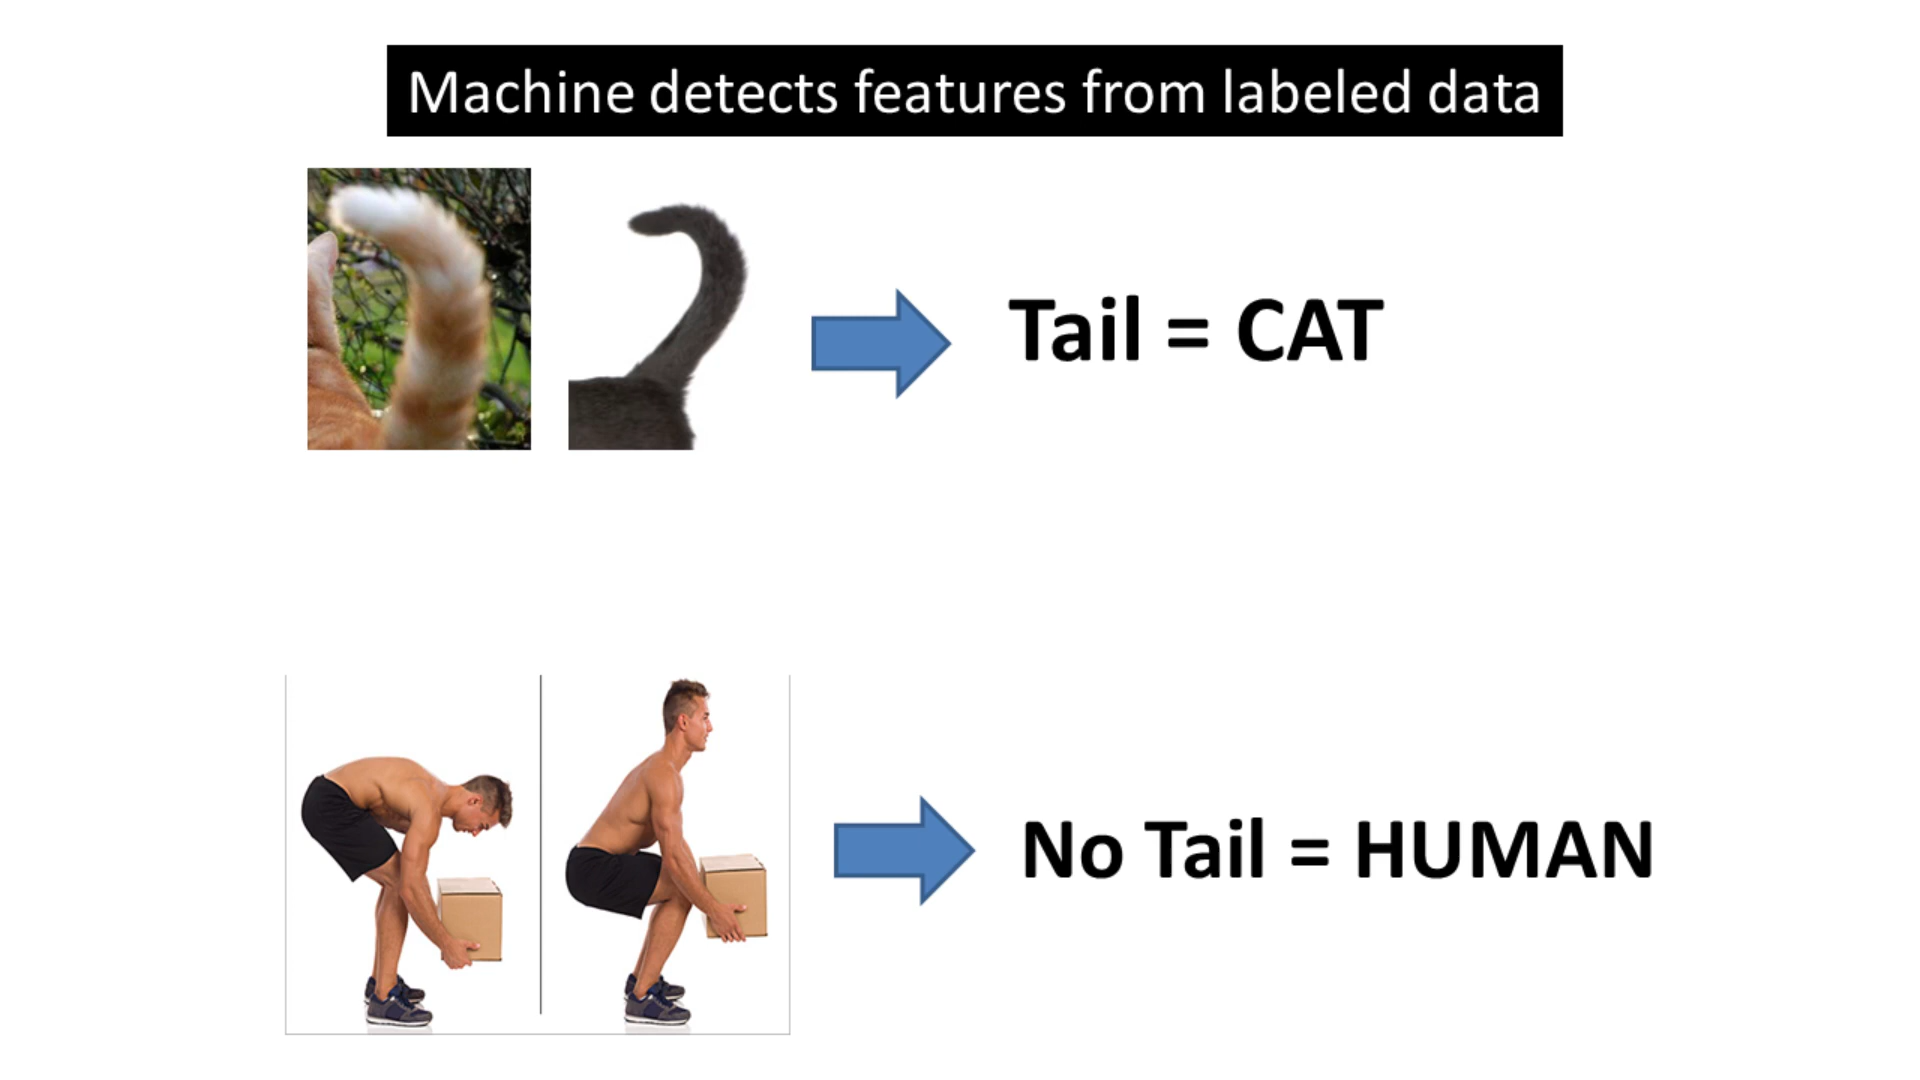 Machine detects features from labeled data
Tail = CAT
No Tail = HUMAN